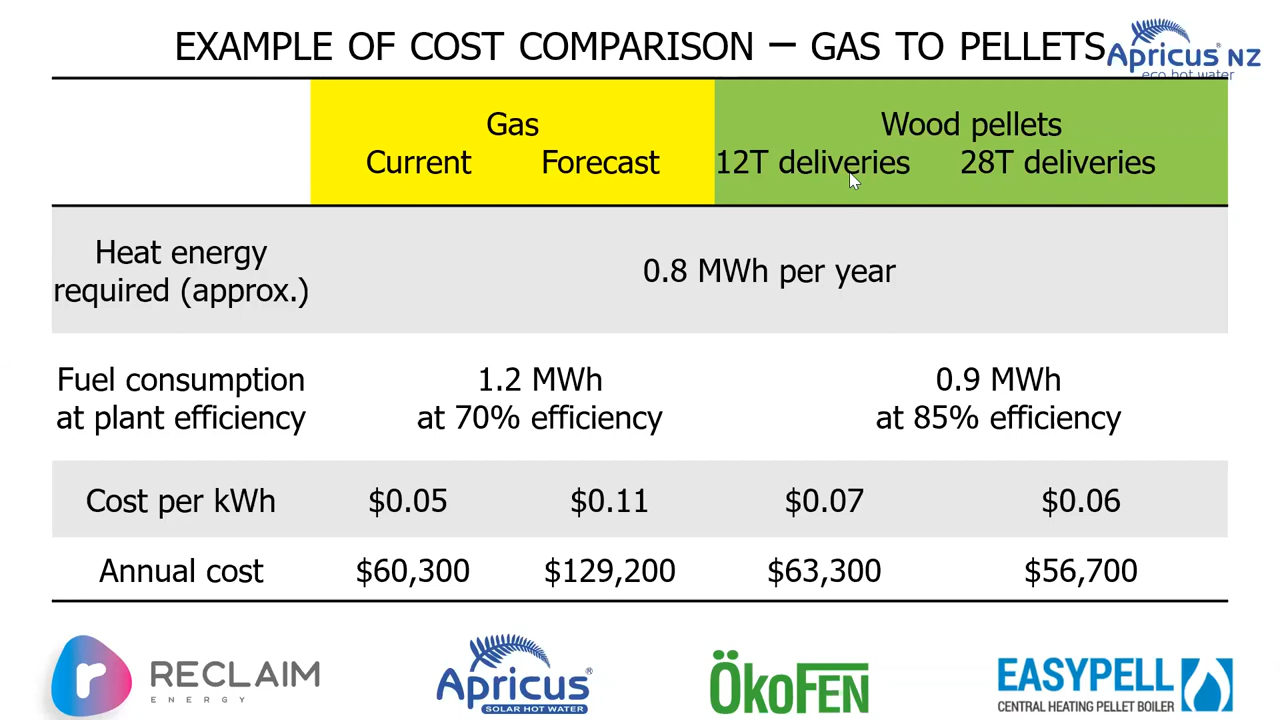 EXAMPLE OF COST COMPARISON – GAS TO PELLETS
Apricus NZ
eco hot water
Gas
Wood pellets
Current Forecast 12T deliveries 28T deliveries
Heat energy
required (approx.)
0.8 MWh per year
Fuel consumption
at plant efficiency
1.2 MWh
at 70% efficiency
0.9 MWh
at 85% efficiency
Cost per kWh $0.05 $0.11 $0.07 $0.06
Annual cost $60,300 $129,200 $63,300 $56,700
r RECLAIM
ENERGY
Apricus®
SOLAR HOT WATER
ÖKOFEN
EASYPELL
CENTRAL HEATING PELLET BOILER